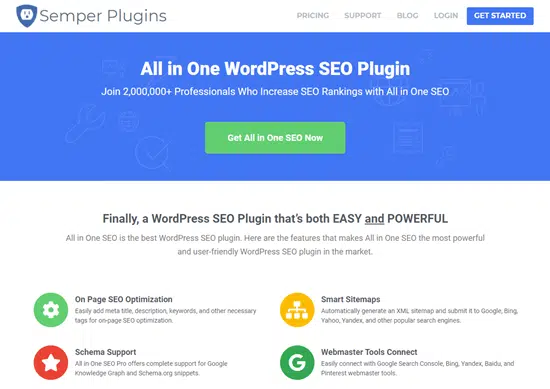 Semper Plugins
PRICING SUPPORT BLOG LOGIN GET STARTED
All in One WordPress SEO Plugin
Join 2,000,000+ Professionals Who Increase SEO Rankings with All in One SEO
Get All in One SEO Now
Finally, a WordPress SEO Plugin that's both EASY and POWERFUL
All in One SEO is the best WordPress SEO plugin. Here are the features that makes All in One SEO the most powerful
and user-friendly WordPress SEO plugin in the market.
On Page SEO Optimization
Easily add meta title, description, keywords, and other necessary
tags for on-page SEO optimization.
Smart Sitemaps
Automatically generate an XML sitemap and submit it to Google, Bing,
Yahoo, Yandex, and other popular search engines.
Schema Support
All in One SEO Pro offers complete support for Google
Knowledge Graph and Schema.org snippets.
Webmaster Tools Connect
Easily connect with Google Search Console, Bing, Yandex, Baidu, and
Pinterest webmaster tools.